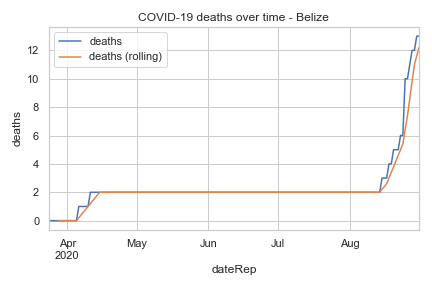 COVID-19 deaths over time - Belize
deaths
deaths (rolling)
12
10
8
6
4
2
0
deaths
Apr
2020
May
Jun
Jul
Aug
dateRep